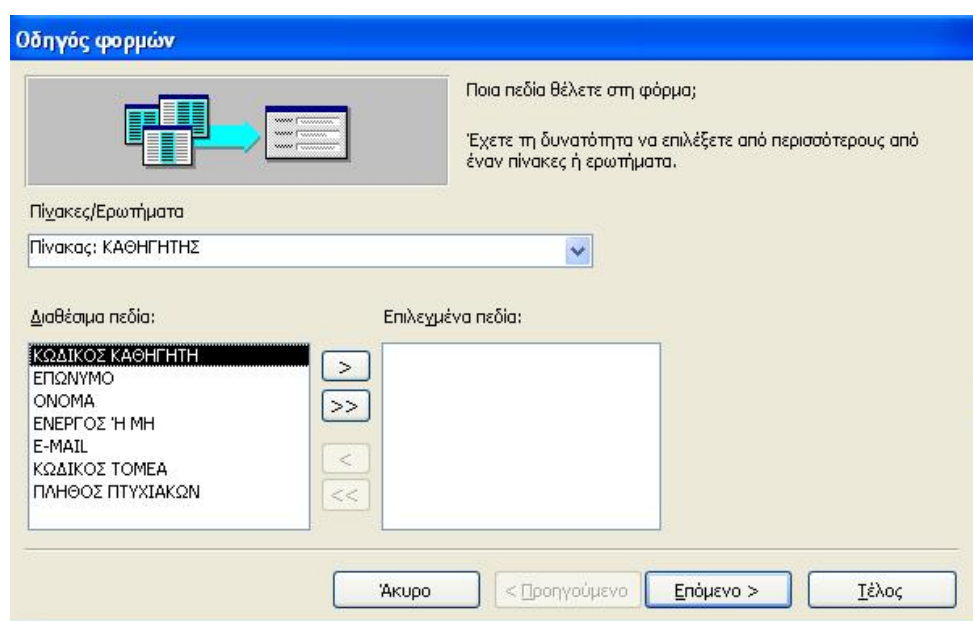 Οδηγός φορμών
Ποια πεδία θέλετε στη φόρμα;
Έχετε τη δυνατότητα να επιλέξετε από περισσότερους από
έναν πίνακες ή ερωτήματα.
Πίνακες/Ερωτήματα
Πίνακας: ΚΑΘΗΓΗΤΗΣ
Διαθέσιμα πεδία:
Επιλεγμένα πεδία:
ΚΩΔΙΚΟΣ ΚΑΘΗΓΗΤΗ
ΕΠΩΝΥΜΟ
ΟΝΟΜΑ
ΕΝΕΡΓΟΣ Ή ΜΗ
E-MAIL
ΚΩΔΙΚΟΣ ΤΟΜΕΑ
ΠΛΗΘΟΣ ΠΤΥΧΙΑΚΩΝ
>
>>
<
<<
Άκυρο
< Προηγούμενο
Επόμενο >
Τέλος